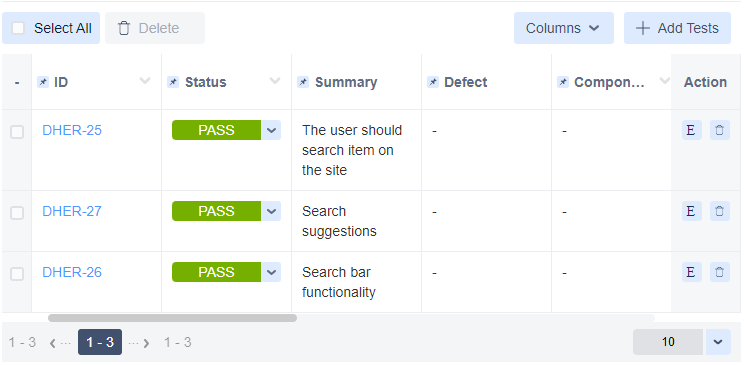 Select All Delete Columns Add Tests
- ID Status Summary Defect Compon... Action
DHER-25 PASS The user should - - E
search item on
the site
DHER-27 PASS Search - - E
suggestions
DHER-26 PASS Search bar - - E
functionality
1 - 3 ‹ ... 1 - 3 ... › 1 - 3 10